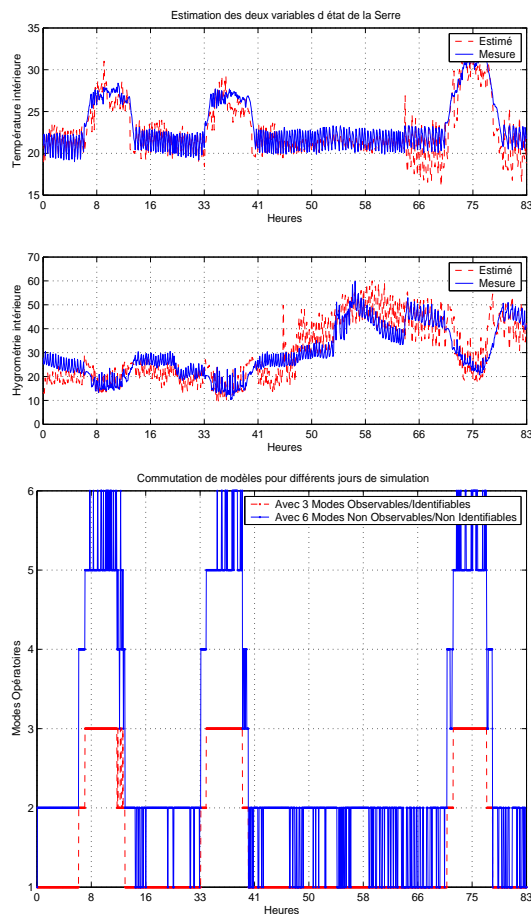 Estimation des deux variables d état de la Serre
Température intérieure
35
30
25
20
15
Estimé
Mesure
0 8 16 24 33 41 50 58 66 75 83
Heures
Hygrométrie intérieure
70
60
50
40
30
20
10
0
Estimé
Mesure
0 8 16 24 33 41 50 58 66 75 83
Heures
Commutation de modèles pour différents jours de simulation
Modes Opératoires
6
5
4
3
2
1
Avec 3 Modes Observables/Identifiables
Avec 6 Modes Non Observables/Non Identifiables
0 8 16 24 33 41 50 58 66 75 83
Heures